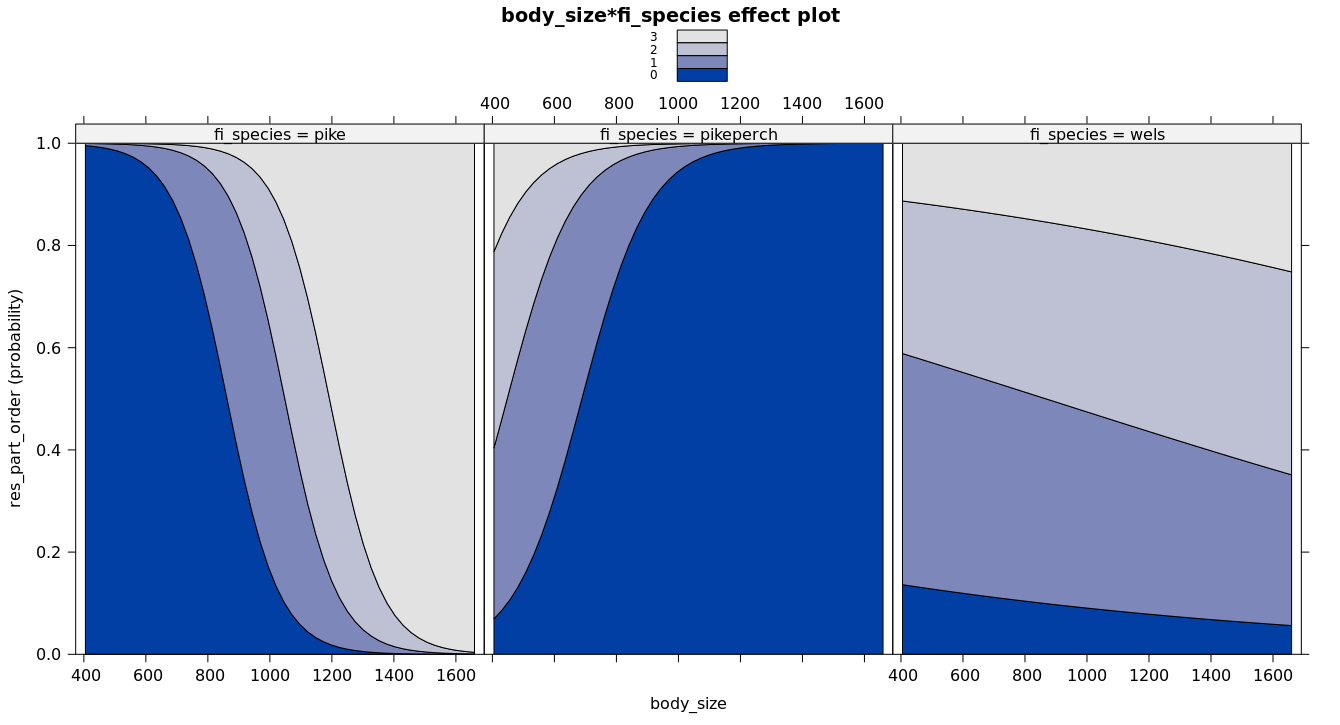 body_size*fi_species effect plot
3
2
1
0
400 600 800 1000 1200 1400 1600
fi_species = pike fi_species = pikeperch fi_species = wels
1.0
0.8
0.6
0.4
0.2
0.0
res_part_order (probability)
400 600 800 1000 1200 1400 1600 400 600 800 1000 1200 1400 1600
body_size